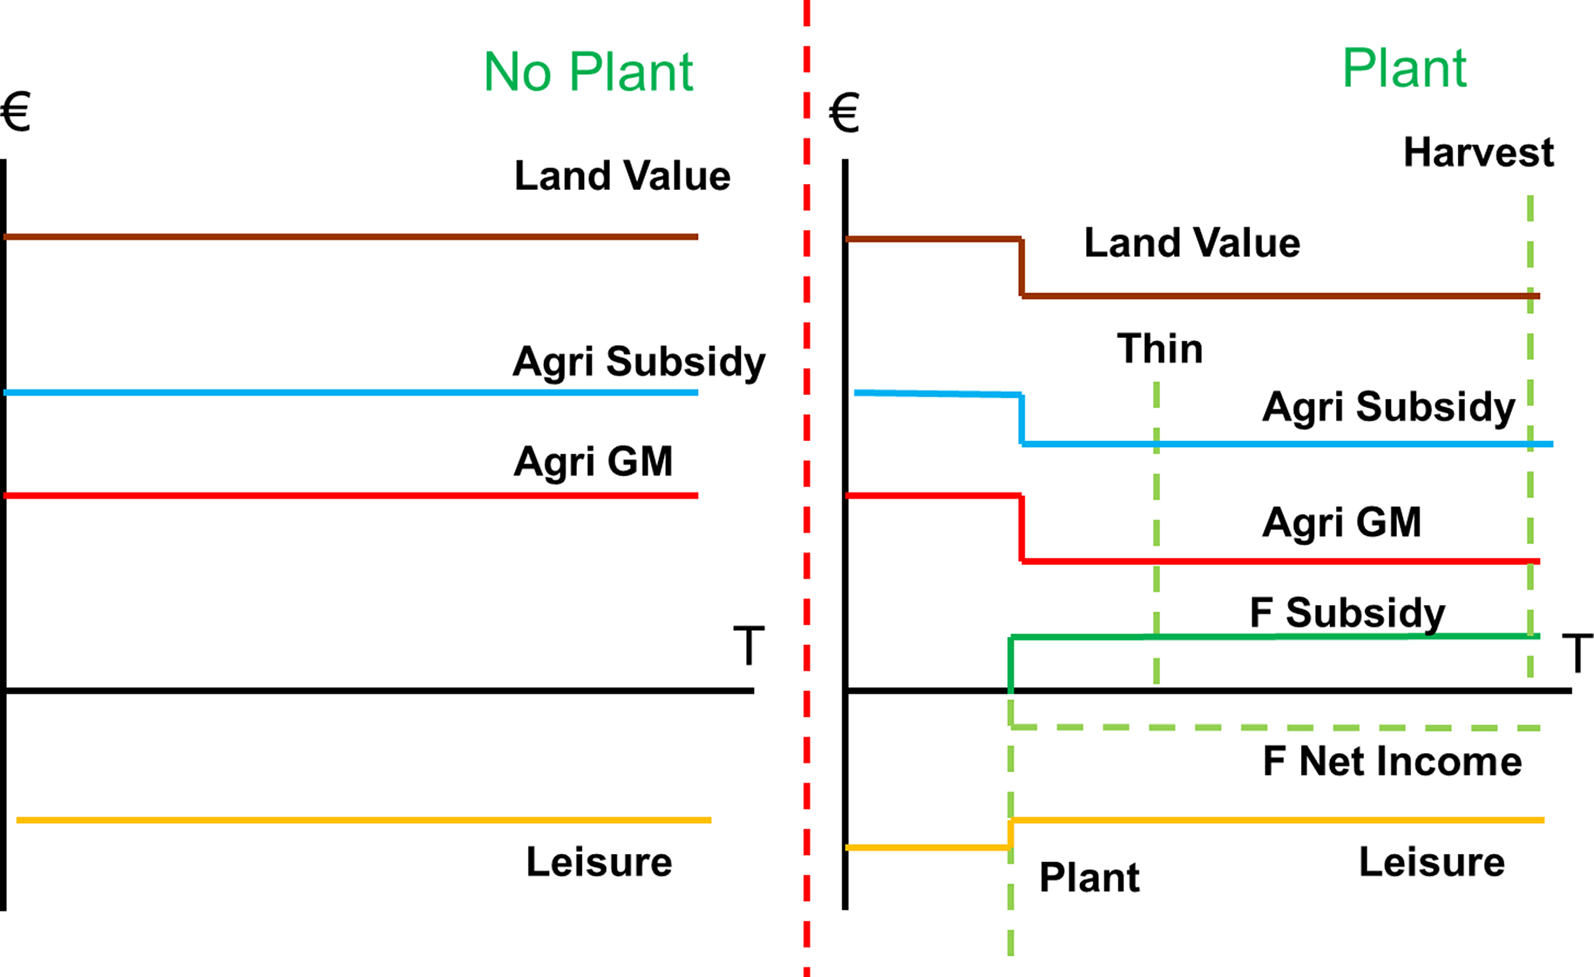 No Plant
€
Land Value
Agri Subsidy
Agri GM
T
Leisure
Plant
€
Harvest
Land Value
Thin
Agri Subsidy
Agri GM
F Subsidy
T
F Net Income
Plant
Leisure